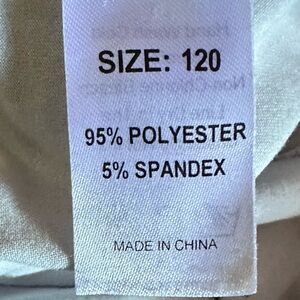 SIZE: 120
95% POLYESTER
5% SPANDEX
MADE IN CHINA